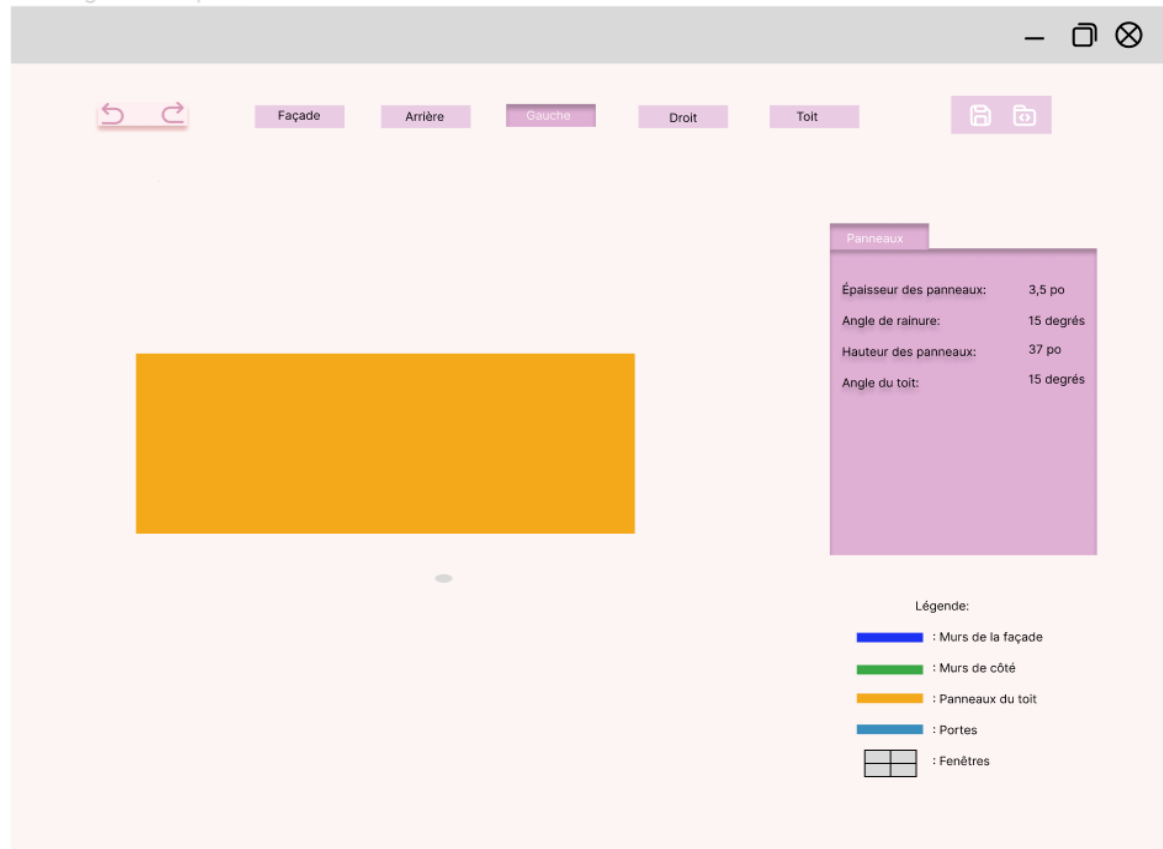 Façade
Arrière
Gauche
Droit
Toit
Panneaux
Épaisseur des panneaux: 3,5 po
Angle de rainure: 15 degrés
Hauteur des panneaux: 37 po
Angle du toit: 15 degrés
Légende:
: Murs de la façade
: Murs de côté
: Panneaux du toit
: Portes
: Fenêtres